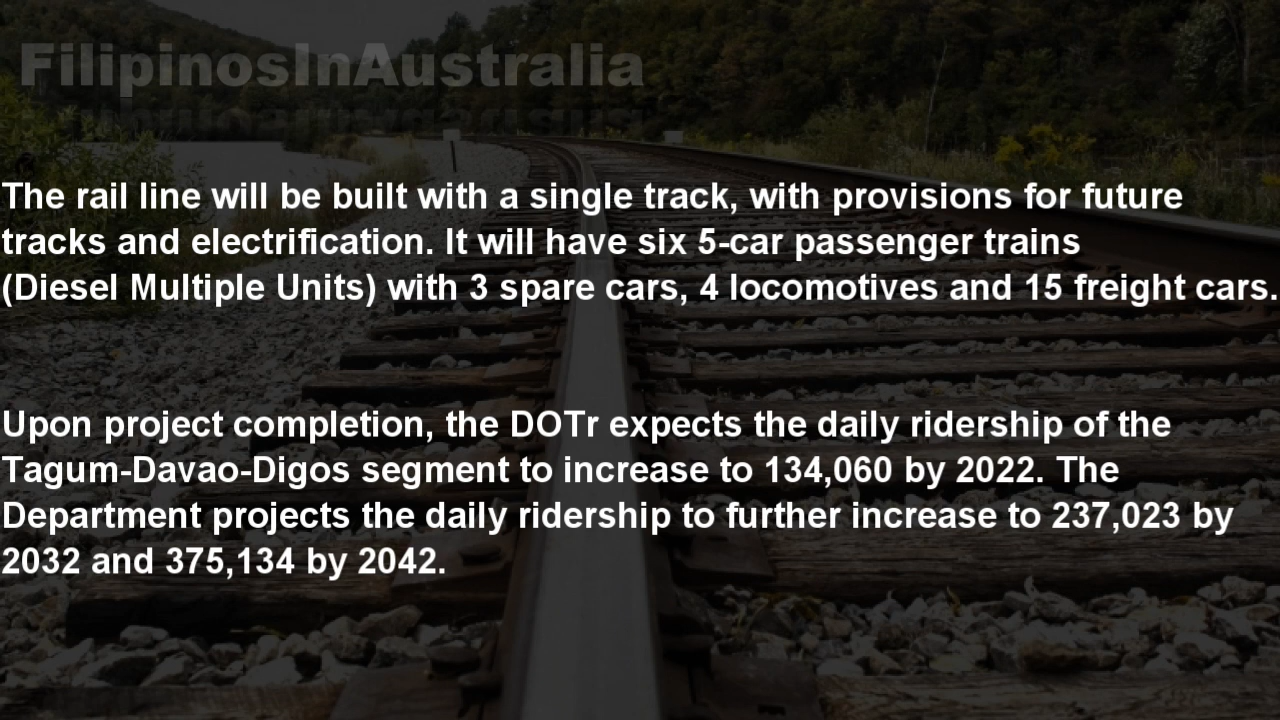 FilipinosInAustralia
The rail line will be built with a single track, with provisions for future
tracks and electrification. It will have six 5-car passenger trains
(Diesel Multiple Units) with 3 spare cars, 4 locomotives and 15 freight cars.
Upon project completion, the DOTr expects the daily ridership of the
Tagum-Davao-Digos segment to increase to 134,060 by 2022. The
Department projects the daily ridership to further increase to 237,023 by
2032 and 375,134 by 2042.